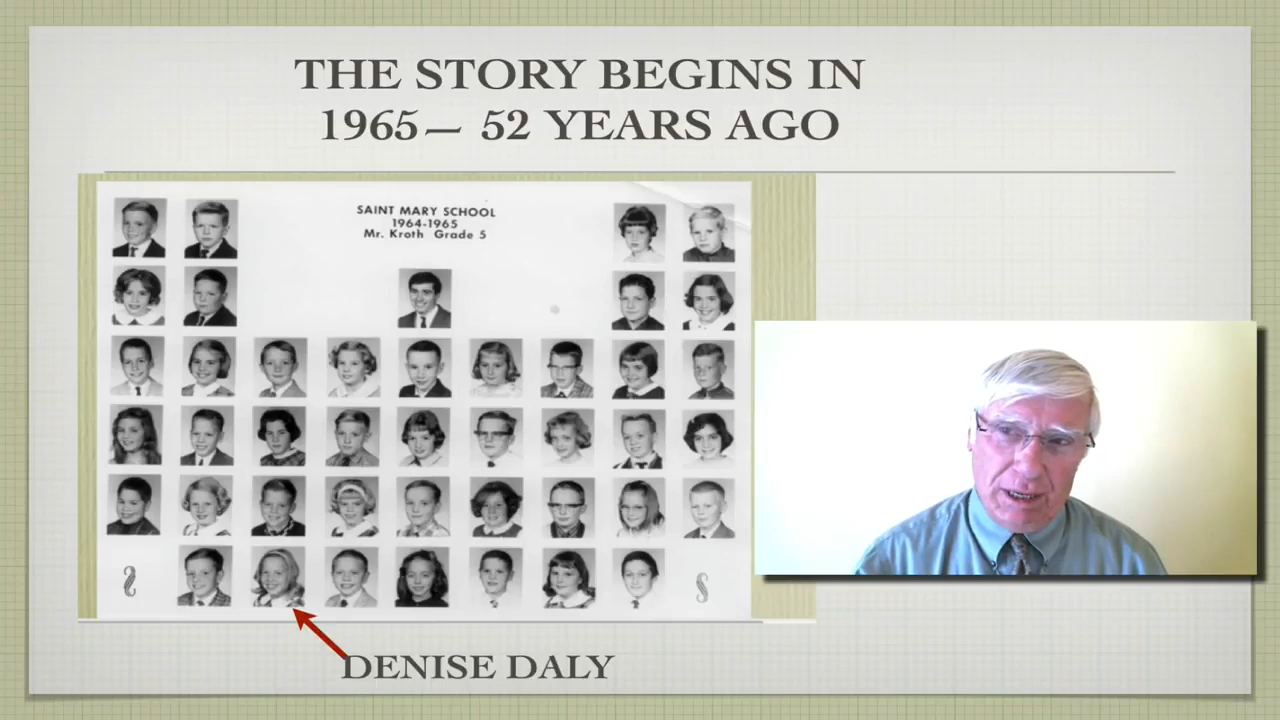 THE STORY BEGINS IN
1965— 52 YEARS AGO
SAINT MARY SCHOOL
1964-1965
Mr. Kroth Grade 5
DENISE DALY